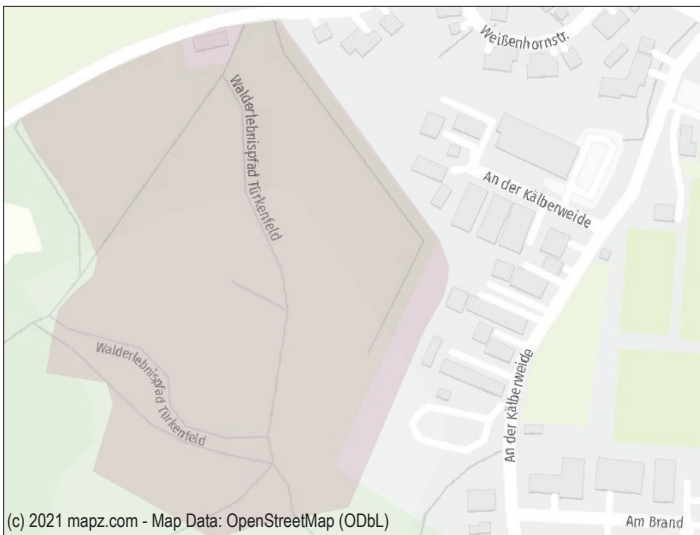 Weißenhornstr.
Walderlebnispfad Türkenfeld
An der Kälberweide
Walderlebnispfad Türkenfeld
An der Kälberweide
Am Brand
(c) 2021 mapz.com - Map Data: OpenStreetMap (ODbL)